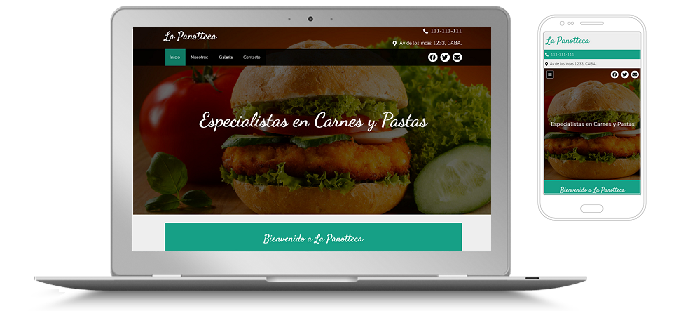 La Panotteca
111-111-111
Av de los incas 1253, CABA.
Inicio Nosotros Galería Contacto
Especialistas en Carnes y Pastas
Bienvenido a La Panotteca
La Panotteca
111-111-111
Av de los incas 1233, CABA.
Especialistas en Carnes y Pastas
Bienvenido a La Panotteca